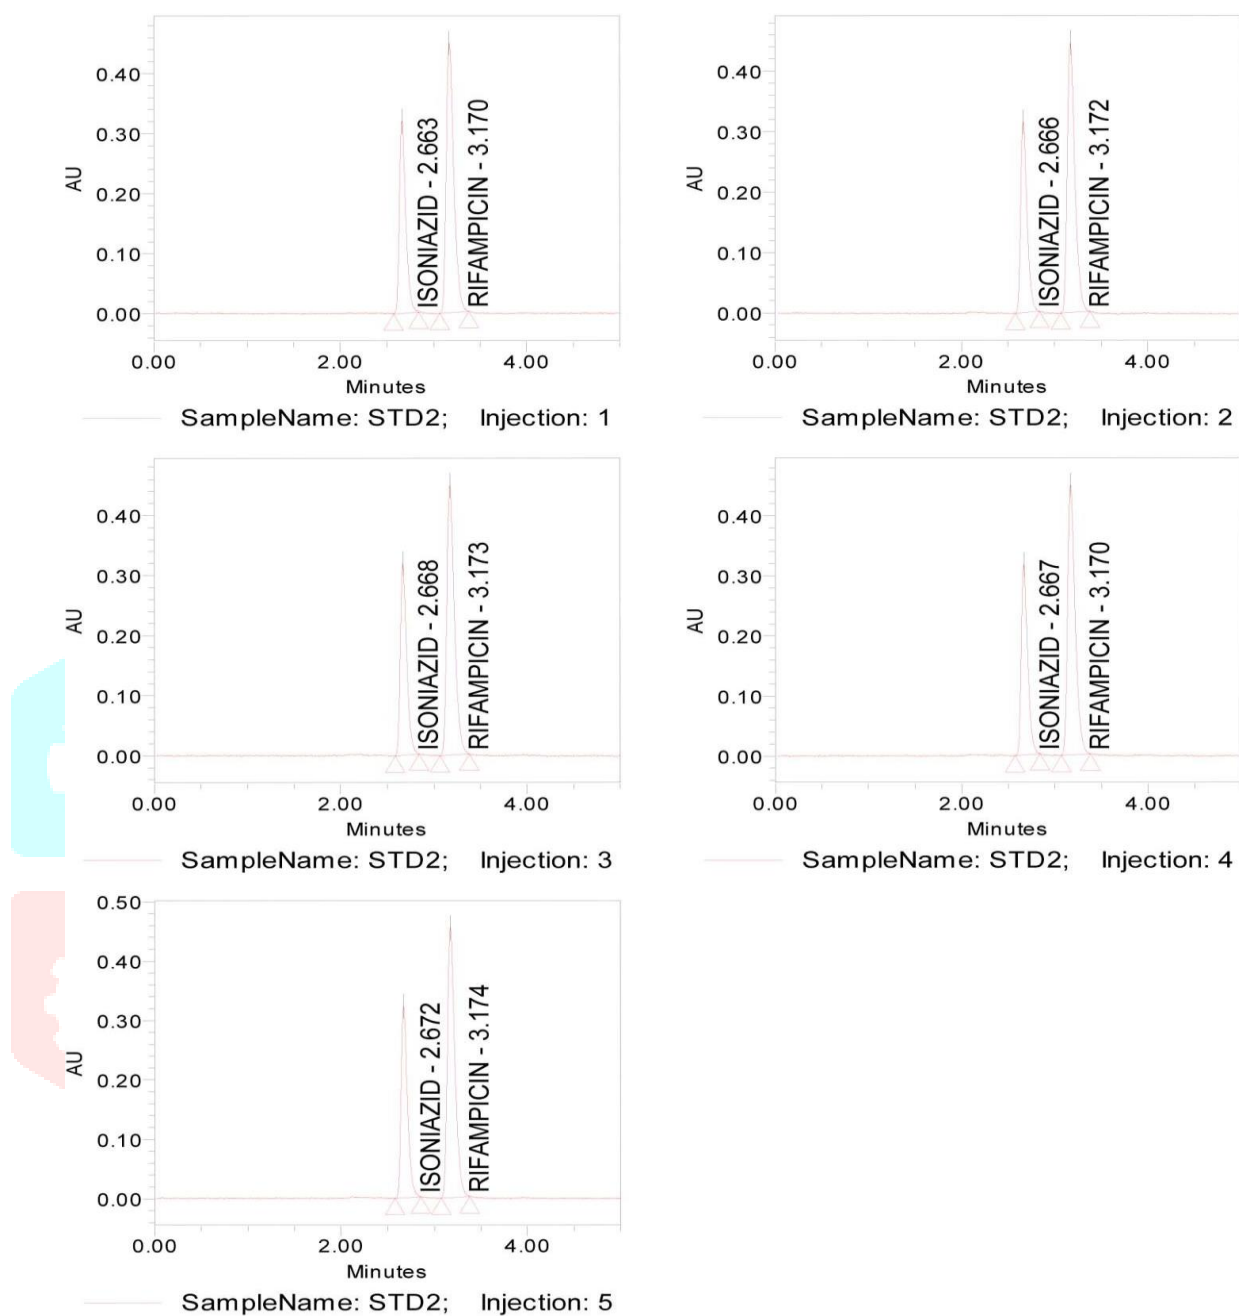 0.40
0.30
0.20
0.10
0.00
AU
ISONIAZID - 2.663
RIFAMPICIN - 3.170
0.00 2.00 4.00
Minutes
SampleName: STD2; Injection: 1
0.40
0.30
0.20
0.10
0.00
AU
ISONIAZID - 2.666
RIFAMPICIN - 3.172
0.00 2.00 4.00
Minutes
SampleName: STD2; Injection: 2
0.40
0.30
0.20
0.10
0.00
AU
ISONIAZID - 2.668
RIFAMPICIN - 3.173
0.00 2.00 4.00
Minutes
SampleName: STD2; Injection: 3
0.40
0.30
0.20
0.10
0.00
AU
ISONIAZID - 2.667
RIFAMPICIN - 3.170
0.00 2.00 4.00
Minutes
SampleName: STD2; Injection: 4
0.50
0.40
0.30
0.20
0.10
0.00
AU
ISONIAZID - 2.672
RIFAMPICIN - 3.174
0.00 2.00 4.00
Minutes
SampleName: STD2; Injection: 5